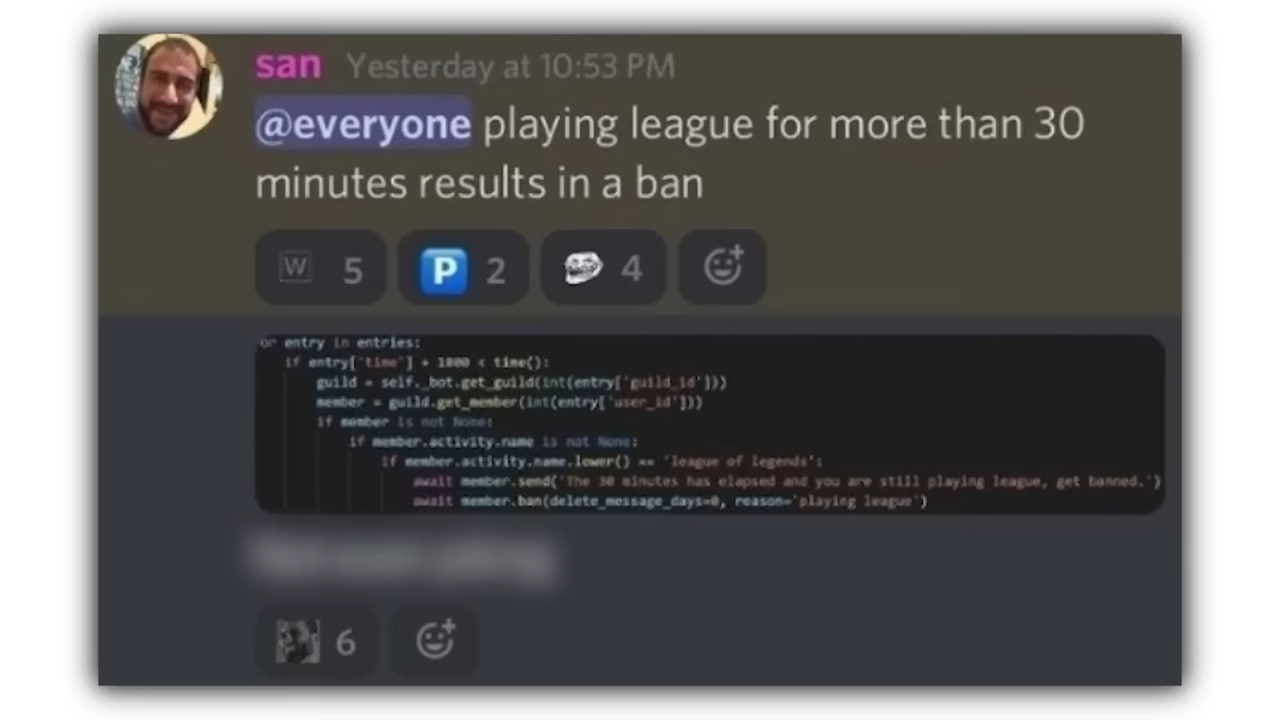 san Yesterday at 10:53 PM
@everyone playing league for more than 30
minutes results in a ban
W 5 P 2 4
or entry in entries:
if entry['time'] + 1800 < time():
guild = self._bot.get_guild(int(entry['guild_id']))
member = guild.get_member(int(entry['user_id']))
if member is not None:
if member.activity.name is not None:
if member.activity.name.lower() == 'league of legends':
await member.send('The 30 minutes has elapsed and you are still playing league, get banned.')
await member.ban(delete_message_days=0, reason='playing league')
6